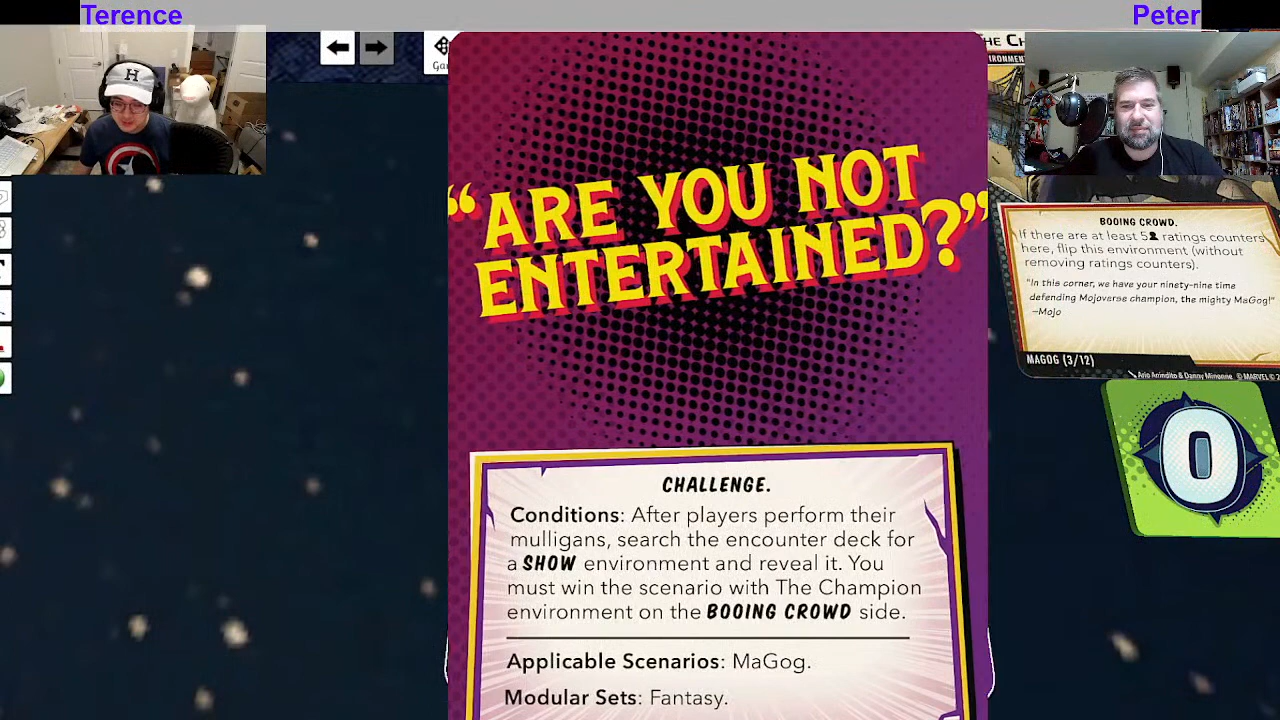 Terence
Peter
H
"ARE YOU NOT
ENTERTAINED?"
CHALLENGE.
Conditions: After players perform their
mulligans, search the encounter deck for
a SHOW environment and reveal it. You
must win the scenario with The Champion
environment on the BOOING CROWD side.
Applicable Scenarios: MaGog.
Modular Sets: Fantasy.
BOOING CROWD.
If there are at least 5 ratings counters
here, flip this environment (without
removing ratings counters).
"In this corner, we have your ninety-nine time
defending Mojoverse champion, the mighty MaGog!"
–Mojo
MAGOG (3/12)
0